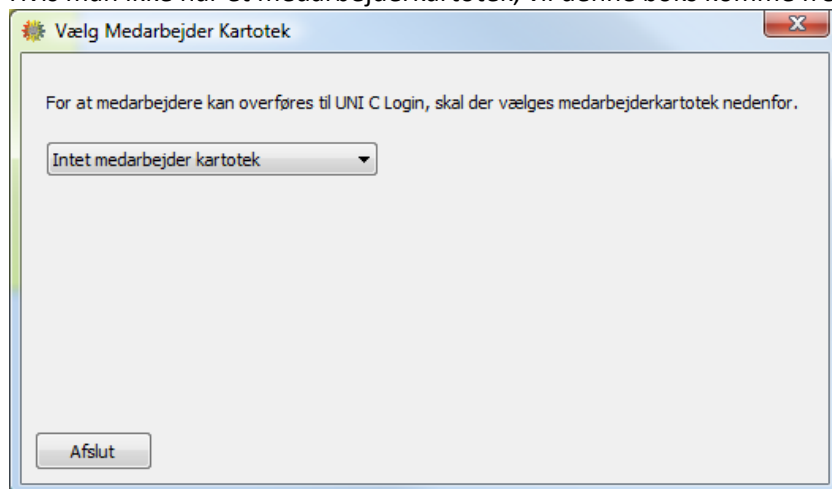 Vælg Medarbejder Kartotek
For at medarbejdere kan overføres til UNI C Login, skal der vælges medarbejderkartotek nedenfor.
Intet medarbejder kartotek
Afslut